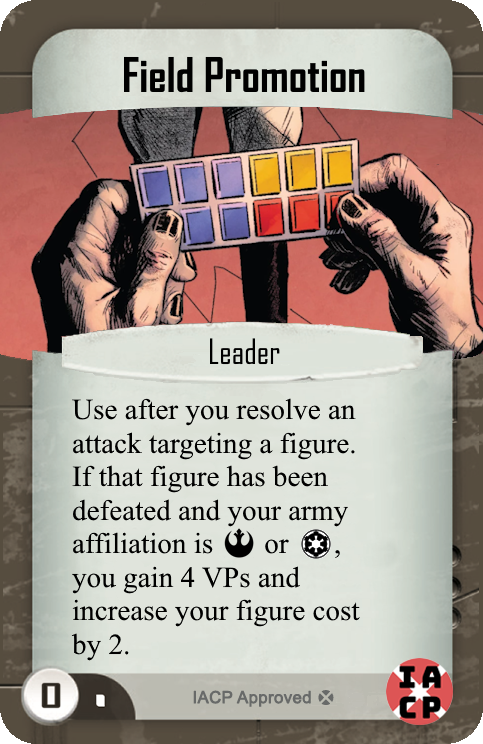 Field Promotion
Leader
Use after you resolve an
attack targeting a figure.
If that figure has been
defeated and your army
affiliation is or ,
you gain 4 VPs and
increase your figure cost
by 2.
0
IACP Approved
IA
CP